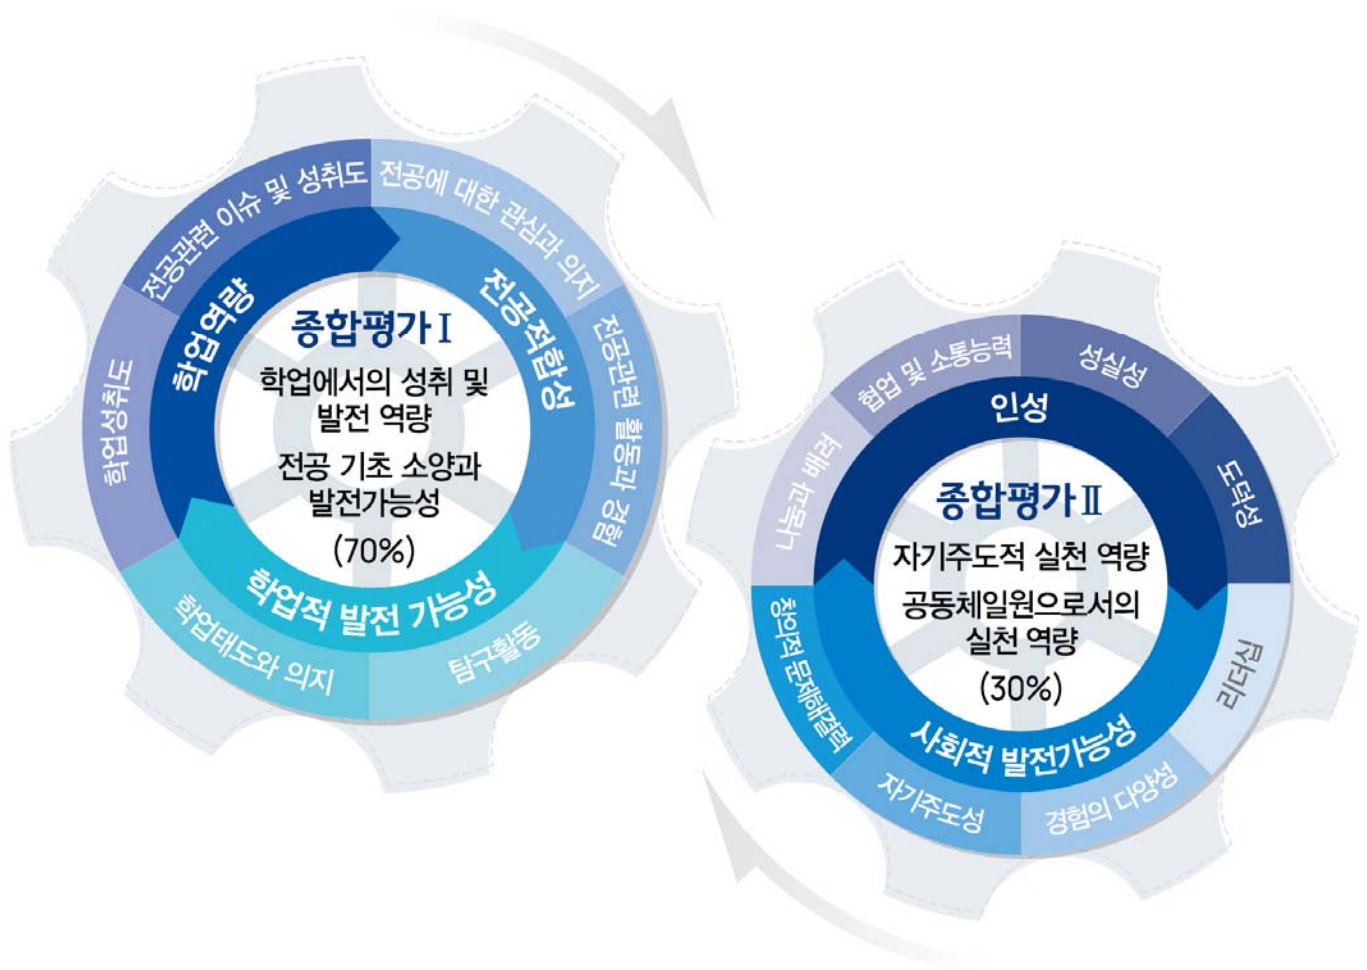 전공관련 이슈 및 성취도
전공에 대한 관심과 의지
전공관련 활동과 경험
탐구활동
학업태도와 의지
학업성취도
학업역량
전공적합성
학업적 발전 가능성
종합평가Ⅰ
학업에서의 성취 및
발전 역량
전공 기초 소양과
발전가능성
(70%)
협업 및 소통능력
성실성
도덕성
리더십
경험의 다양성
자기주도성
창의적 문제해결력
나눔과 배려
인성
사회적 발전가능성
종합평가Ⅱ
자기주도적 실천 역량
공동체일원으로서의
실천 역량
(30%)